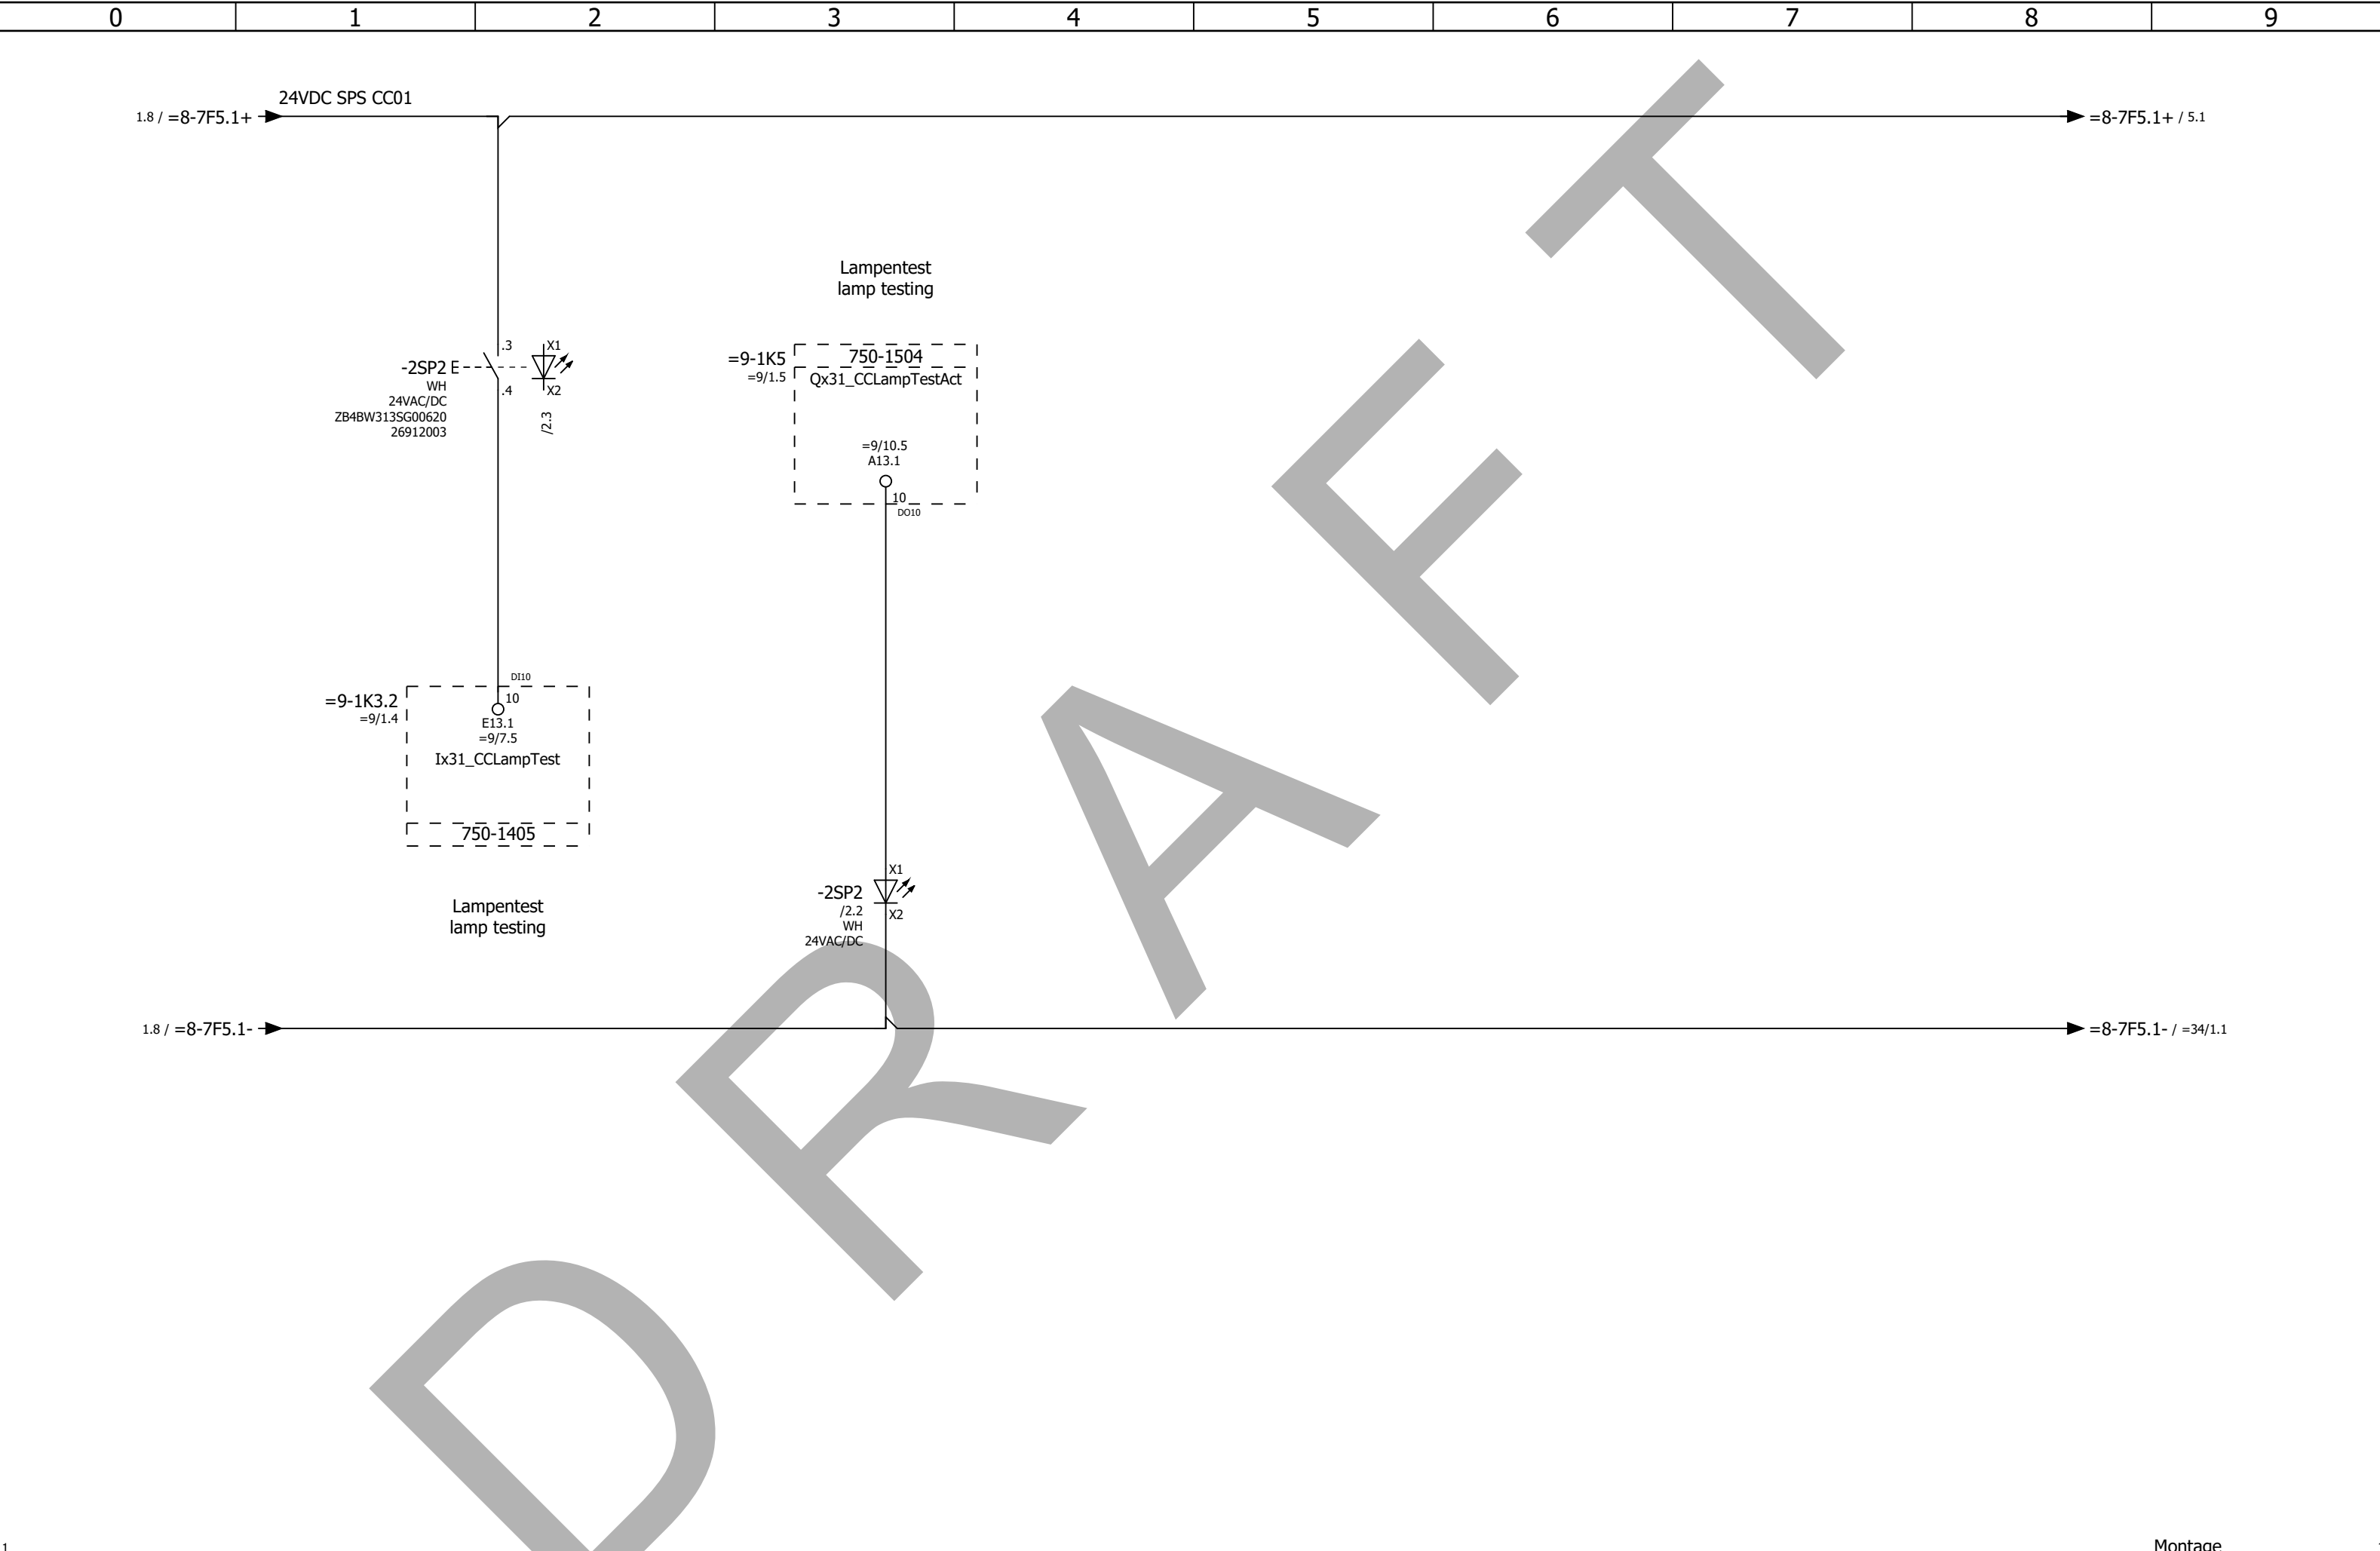 0 1 2 3 4 5 6 7 8 9
24VDC SPS CC01
1.8 / =8-7F5.1+
=8-7F5.1+ / 5.1
Lampentest
lamp testing
-2SP2
WH
24VAC/DC
ZB4BW313SG00620
26912003
.3
.4
X1
X2
/2.3
=9-1K5
=9/1.5
750-1504
Qx31_CCLampTestAct
=9/10.5
A13.1
10
DO10
DI10
=9-1K3.2
=9/1.4
10
E13.1
=9/7.5
Ix31_CCLampTest
750-1405
Lampentest
lamp testing
-2SP2
/2.2
WH
24VAC/DC
X1
X2
1.8 / =8-7F5.1-
=8-7F5.1- / =34/1.1
DRAFT
1
Montage